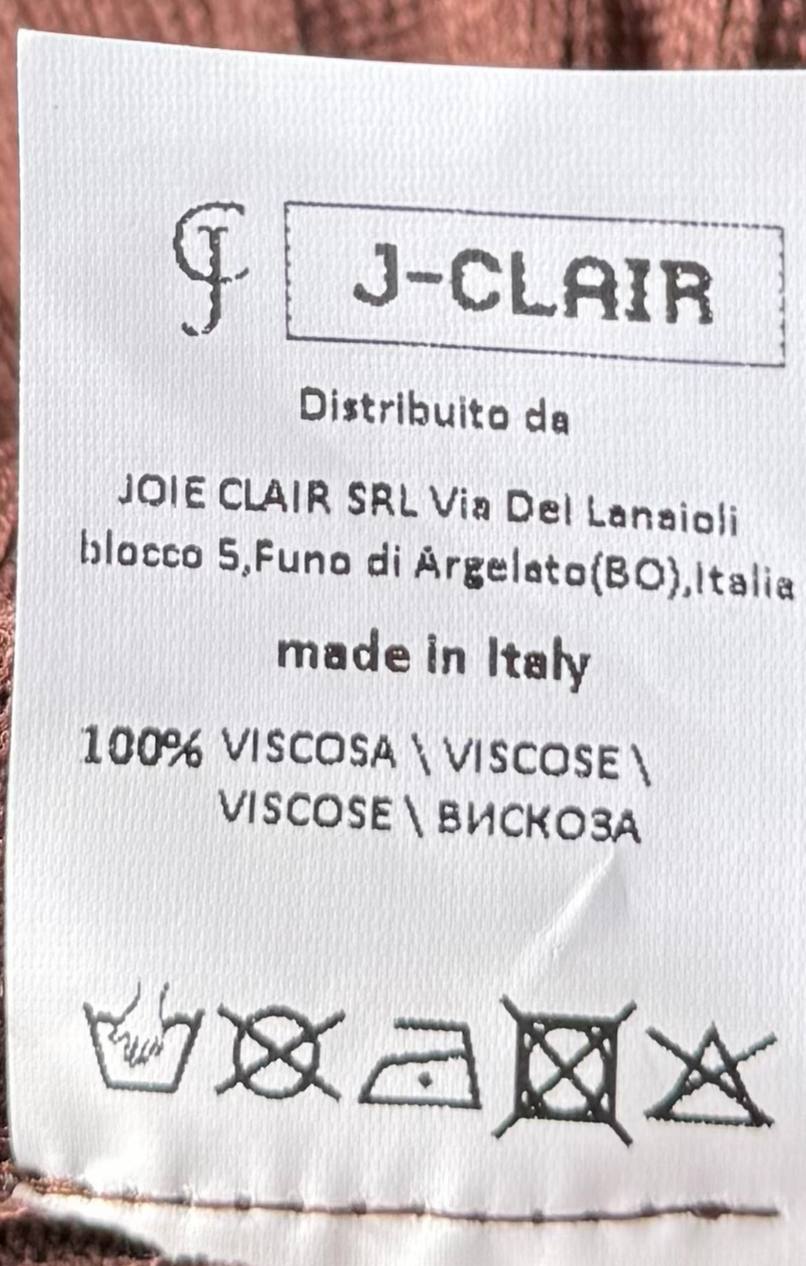 CJ J-CLAIR
Distribuito da
JOIE CLAIR SRL Via Del Lanaioli
blocco 5,Funo di Argelato(BO),Italia
made in Italy
100% VISCOSA \ VISCOSE \
VISCOSE \ ВИСКОЗА